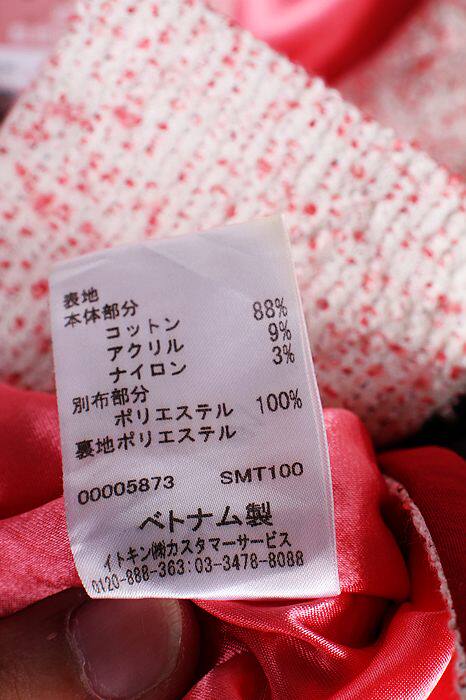 表地
本体部分
コットン 88%
アクリル 9%
ナイロン 3%
別布部分
ポリエステル 100%
裏地ポリエステル
00005873 SMT100
ベトナム製
イトキン㈱カスタマーサービス
0120-888-363:03-3478-8088